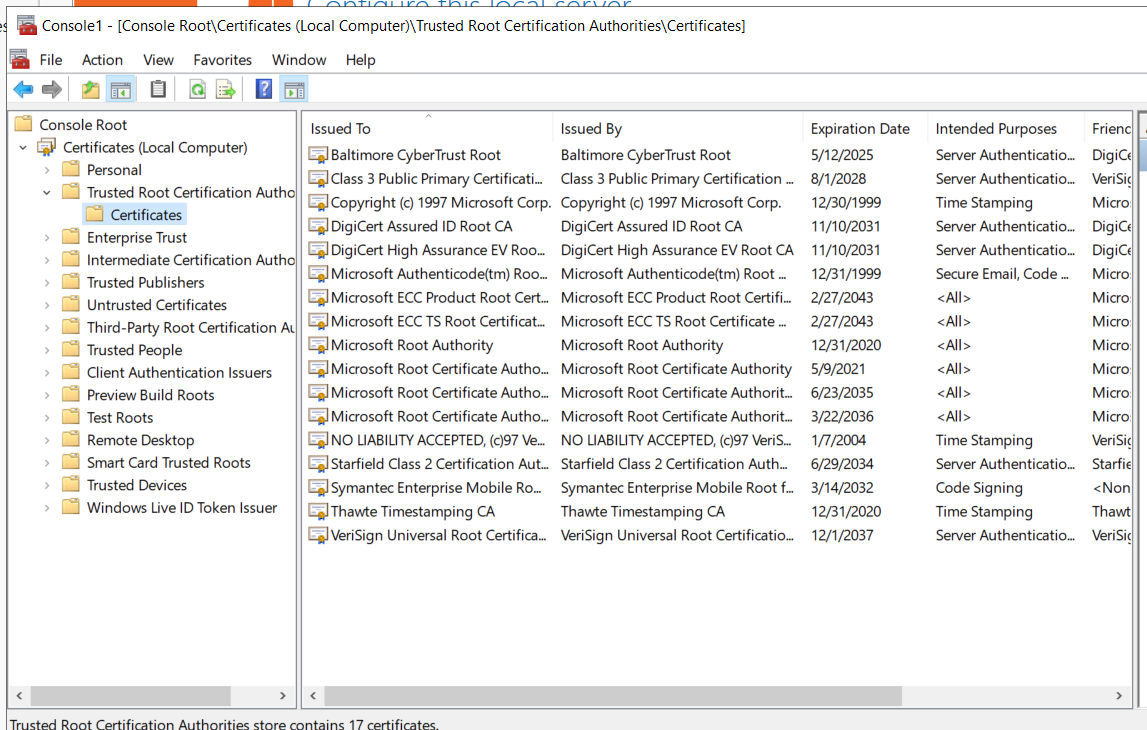 Configure this local server
Console1 - [Console Root\Certificates (Local Computer)\Trusted Root Certification Authorities\Certificates]
File Action View Favorites Window Help
Console Root
Certificates (Local Computer)
Personal
Trusted Root Certification Autho
Certificates
Enterprise Trust
Intermediate Certification Autho
Trusted Publishers
Untrusted Certificates
Third-Party Root Certification Au
Trusted People
Client Authentication Issuers
Preview Build Roots
Test Roots
Remote Desktop
Smart Card Trusted Roots
Trusted Devices
Windows Live ID Token Issuer
Issued To Issued By Expiration Date Intended Purposes Friend
Baltimore CyberTrust Root Baltimore CyberTrust Root 5/12/2025 Server Authenticatio... DigiCe
Class 3 Public Primary Certificati... Class 3 Public Primary Certification ... 8/1/2028 Server Authenticatio... VeriSig
Copyright (c) 1997 Microsoft Corp. Copyright (c) 1997 Microsoft Corp. 12/30/1999 Time Stamping Micro
DigiCert Assured ID Root CA DigiCert Assured ID Root CA 11/10/2031 Server Authenticatio... DigiCe
DigiCert High Assurance EV Roo... DigiCert High Assurance EV Root CA 11/10/2031 Server Authenticatio... DigiCe
Microsoft Authenticode(tm) Roo... Microsoft Authenticode(tm) Root ... 12/31/1999 Secure Email, Code ... Micro
Microsoft ECC Product Root Cert... Microsoft ECC Product Root Certifi... 2/27/2043 <All> Micro
Microsoft ECC TS Root Certificat... Microsoft ECC TS Root Certificate ... 2/27/2043 <All> Micro
Microsoft Root Authority Microsoft Root Authority 12/31/2020 <All> Micro
Microsoft Root Certificate Autho... Microsoft Root Certificate Authority 5/9/2021 <All> Micro
Microsoft Root Certificate Autho... Microsoft Root Certificate Authorit... 6/23/2035 <All> Micro
Microsoft Root Certificate Autho... Microsoft Root Certificate Authorit... 3/22/2036 <All> Micro
NO LIABILITY ACCEPTED, (c)97 Ve... NO LIABILITY ACCEPTED, (c)97 VeriS... 1/7/2004 Time Stamping VeriSig
Starfield Class 2 Certification Aut... Starfield Class 2 Certification Auth... 6/29/2034 Server Authenticatio... Starfie
Symantec Enterprise Mobile Ro... Symantec Enterprise Mobile Root f... 3/14/2032 Code Signing <Non
Thawte Timestamping CA Thawte Timestamping CA 12/31/2020 Time Stamping Thawt
VeriSign Universal Root Certifica... VeriSign Universal Root Certificatio... 12/1/2037 Server Authenticatio... VeriSig
Trusted Root Certification Authorities store contains 17 certificates.